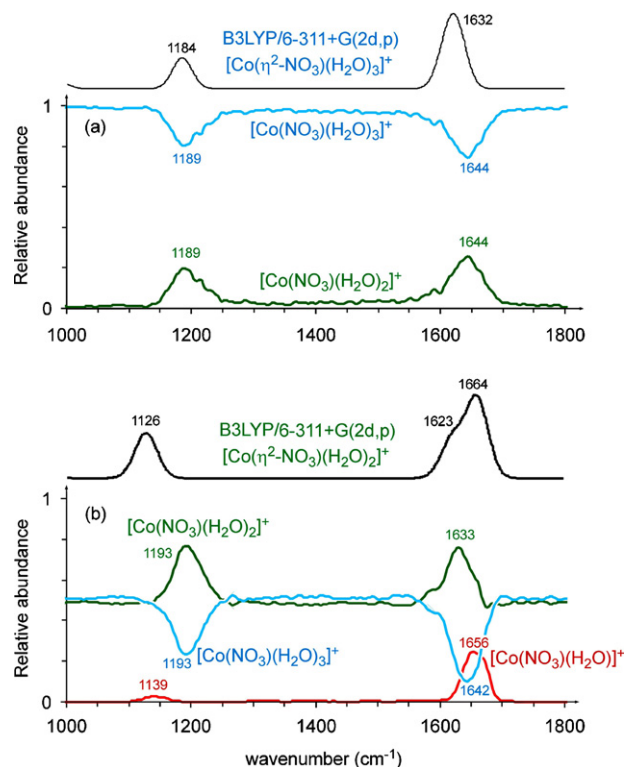 B3LYP/6-311+G(2d,p)
[Co(η²-NO₃)(H₂O)₃]⁺
1184
1632
1
(a)
[Co(NO₃)(H₂O)₃]⁺
1189
1644
Relative abundance
1189
1644
[Co(NO₃)(H₂O)₂]⁺
0
1000 1200 1400 1600 1800
1126
B3LYP/6-311+G(2d,p)
[Co(η²-NO₃)(H₂O)₂]⁺
1623
1664
1
(b)
[Co(NO₃)(H₂O)₂]⁺
1193
1633
Relative abundance
1193
[Co(NO₃)(H₂O)₃]⁺
1656
[Co(NO₃)(H₂O)]⁺
1642
1139
0
1000 1200 1400 1600 1800
wavenumber (cm⁻¹)